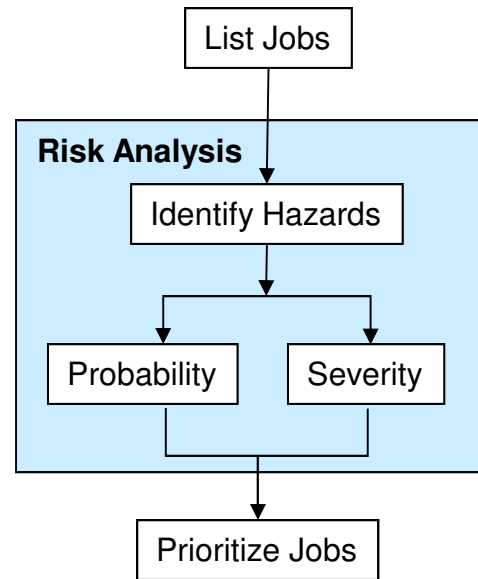 List Jobs
Risk Analysis
Identify Hazards
Probability
Severity
Prioritize Jobs